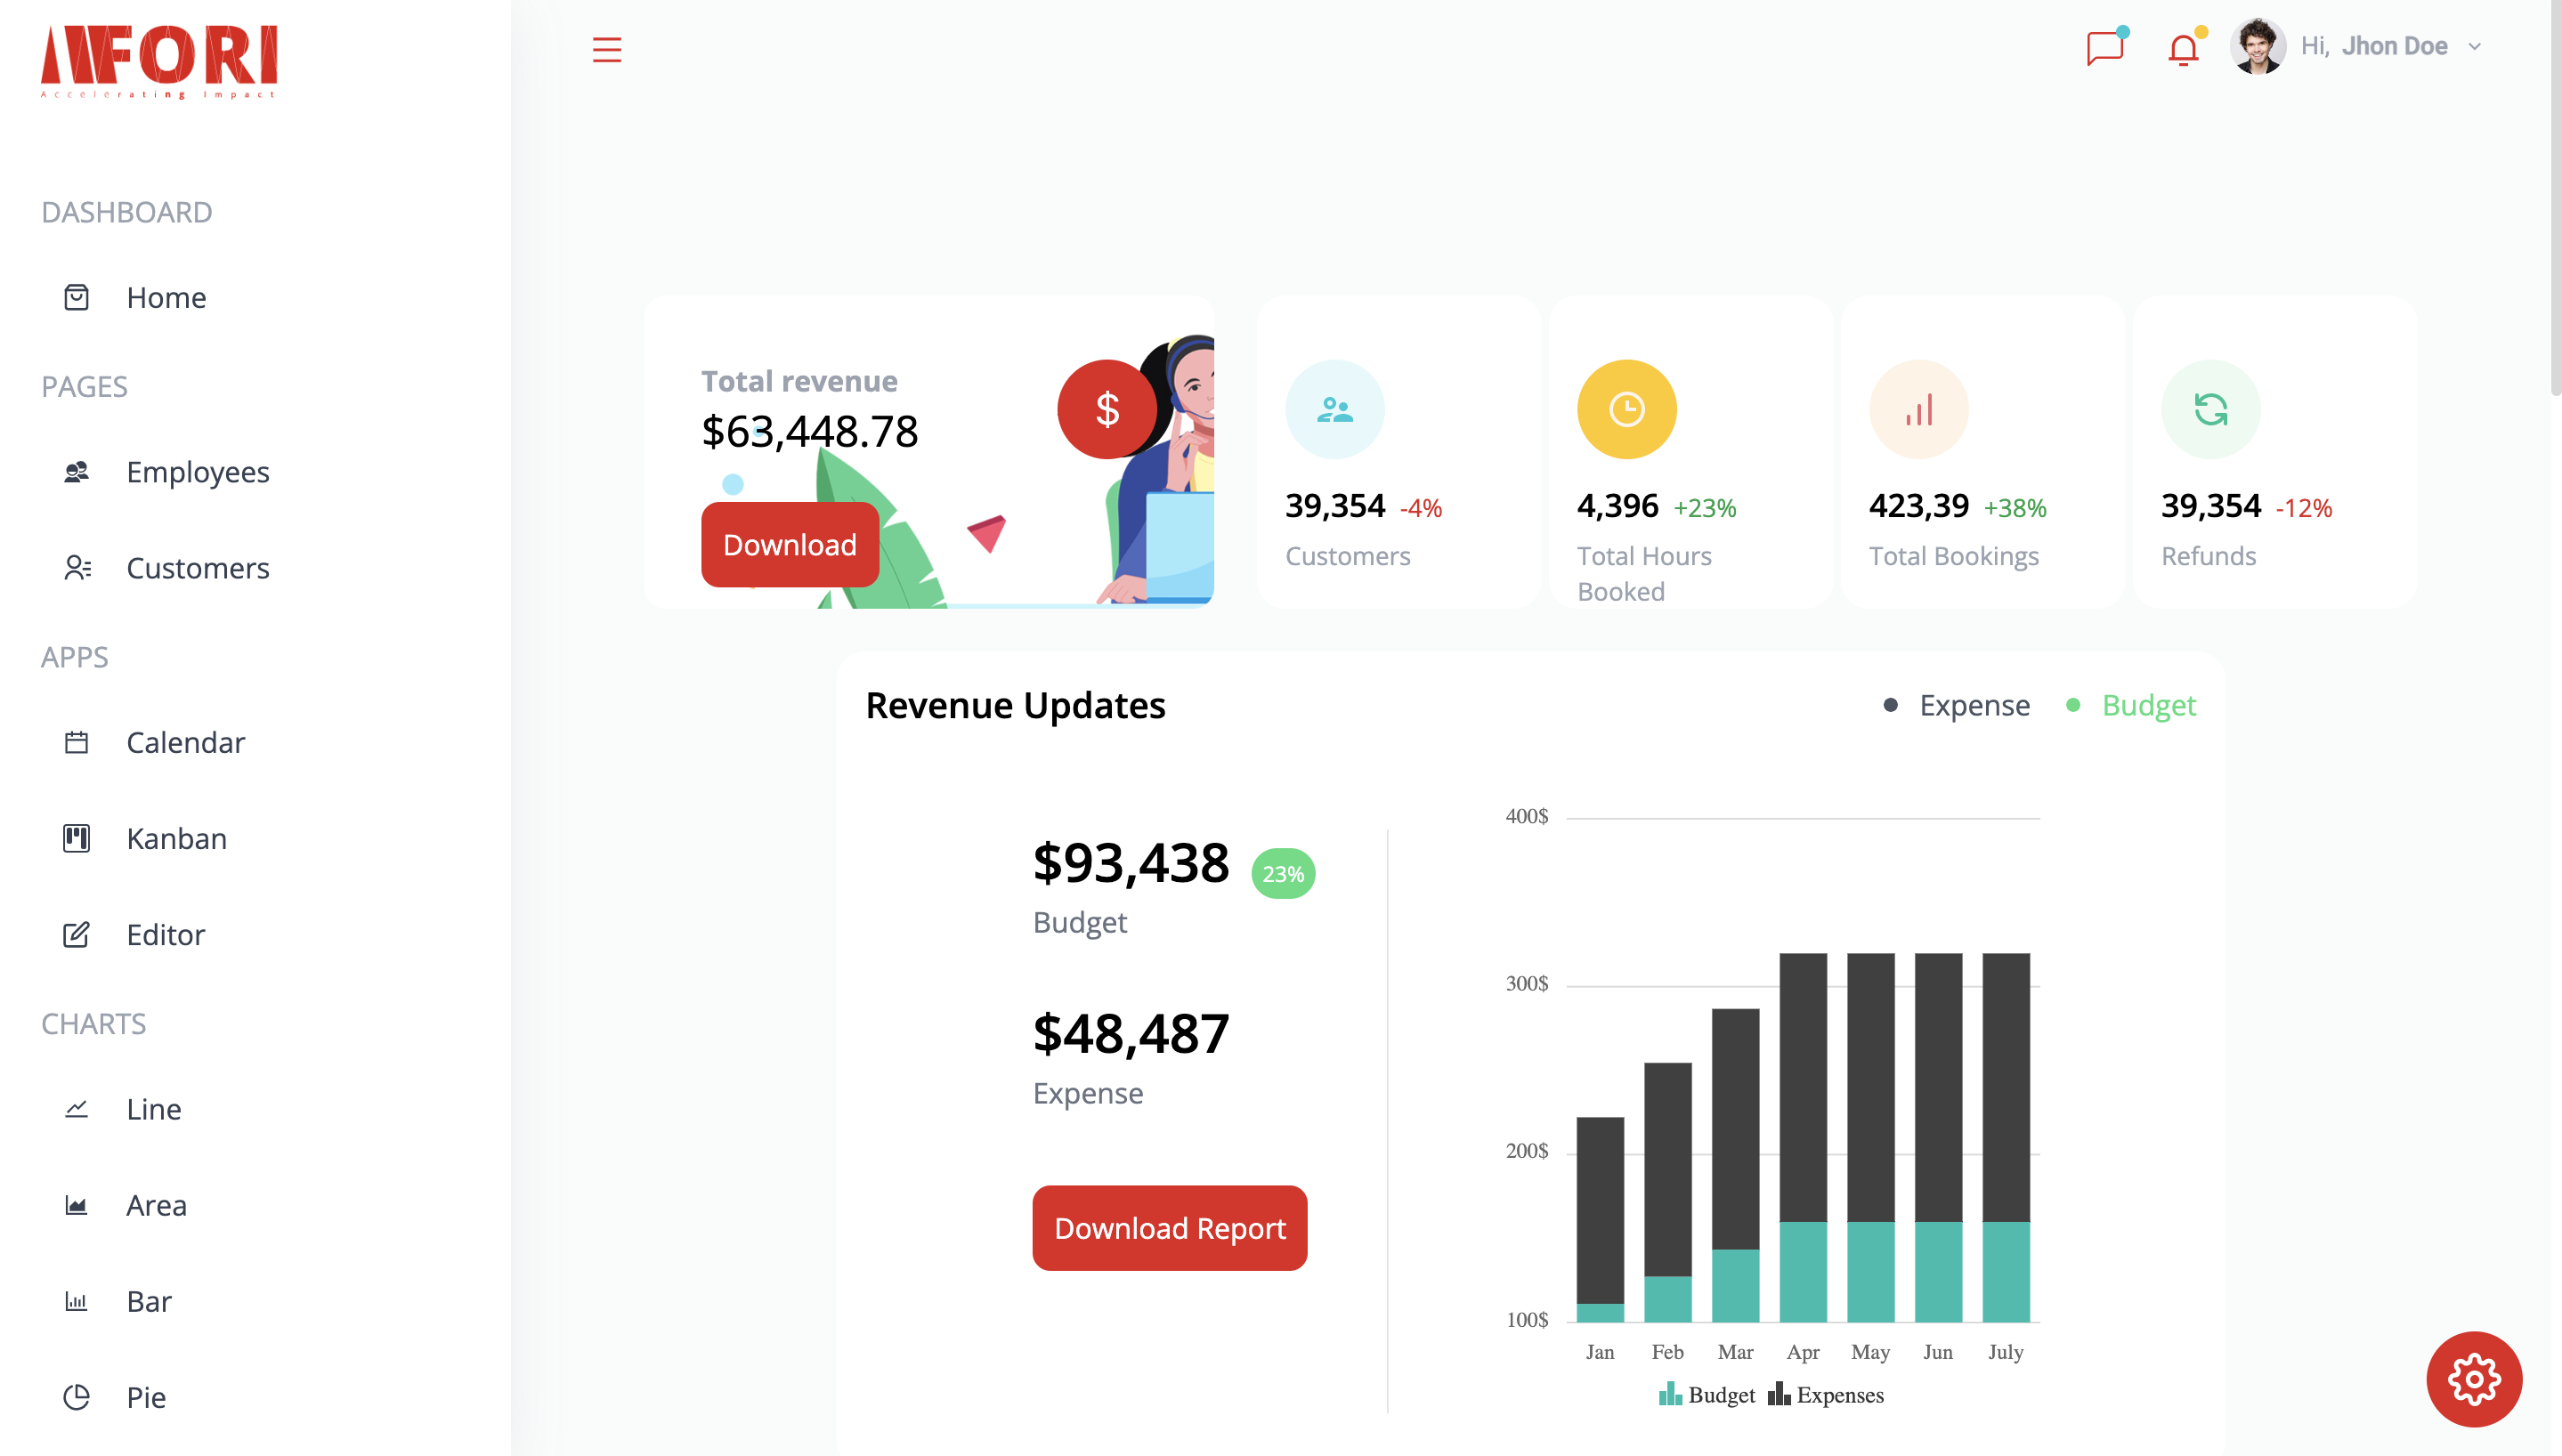 AFORI
Accelerating Impact
Hi, Jhon Doe
DASHBOARD
Home
PAGES
Employees
Customers
APPS
Calendar
Kanban
Editor
CHARTS
Line
Area
Bar
Pie
Total revenue
$63,448.78
$
Download
39,354 -4%
Customers
4,396 +23%
Total Hours
Booked
423,39 +38%
Total Bookings
39,354 -12%
Refunds
Revenue Updates
Expense
Budget
$93,438 23%
Budget
$48,487
Expense
Download Report
400$
300$
200$
100$
Jan Feb Mar Apr May Jun July
Budget Expenses